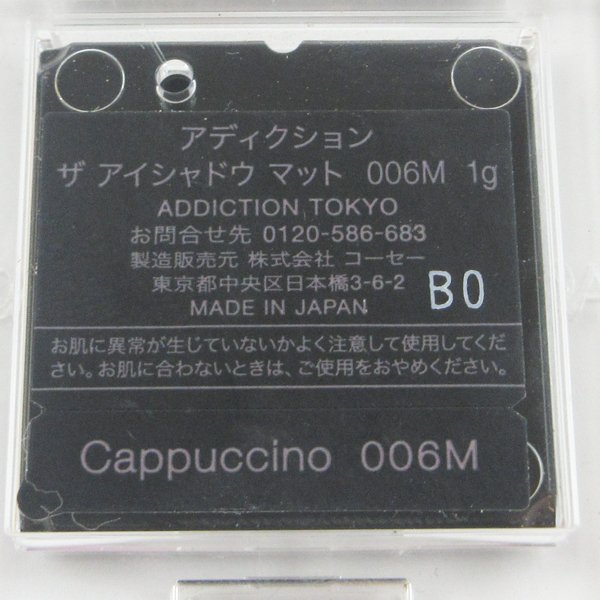 アディクション
ザ アイシャドウ マット 006M 1g
ADDICTION TOKYO
お問合せ先 0120-586-683
製造販売元 株式会社 コーセー
東京都中央区日本橋3-6-2
MADE IN JAPAN
B0
お肌に異常が生じていないかよく注意して使用してくだ
さい。お肌に合わないときは、ご使用をおやめください。
Cappuccino 006M